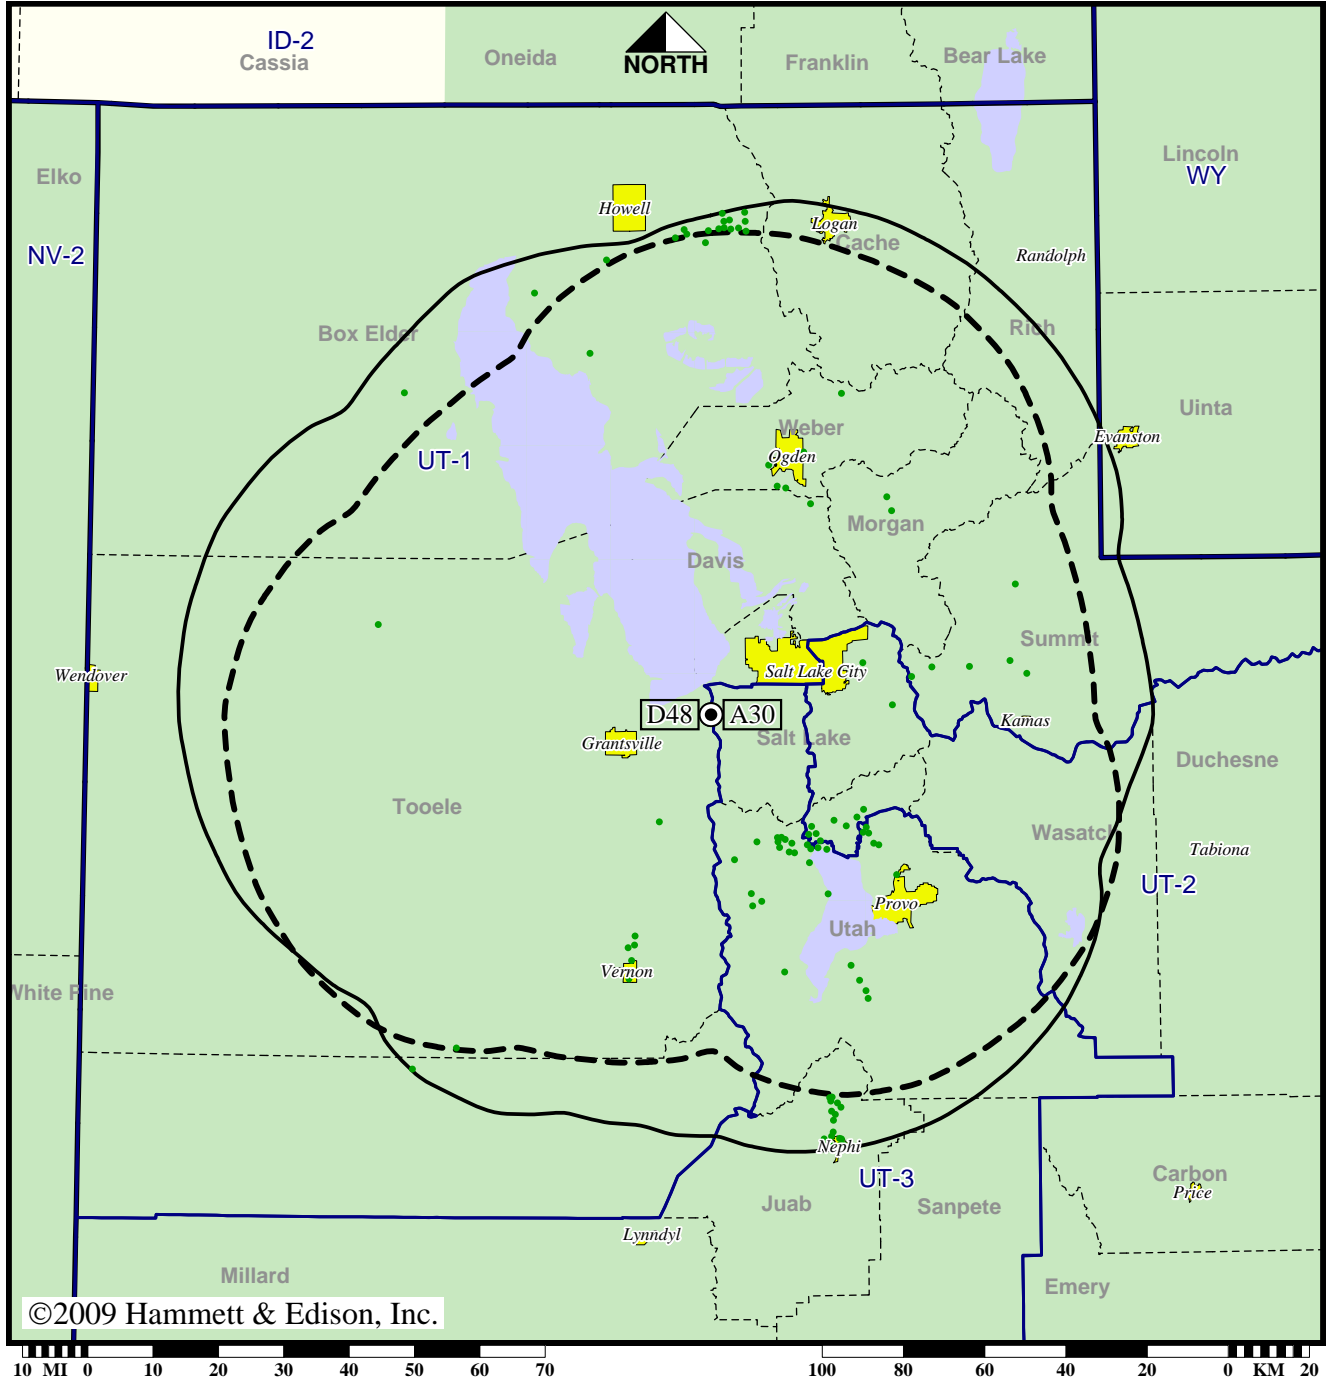 ID-2
Cassia
Oneida
NORTH
Franklin
Bear Lake
Lincoln
WY
Elko
NV-2
Howell
Logan
Cache
Randolph
Box Elder
Rich
Uinta
Evanston
UT-1
Weber
Ogden
Morgan
Davis
Summit
Wendover
Salt Lake City
D48
A30
Kamas
Grantsville
Salt Lake
Duchesne
Tooele
Wasatch
Tabiona
UT-2
Provo
Utah
Vernon
White Pine
Nephi
UT-3
Carbon
Price
Juab
Sanpete
Lynndyl
Millard
Emery
©2009 Hammett & Edison, Inc.
10 MI 0 10 20 30 40 50 60 70
100 80 60 40 20 0 KM 20